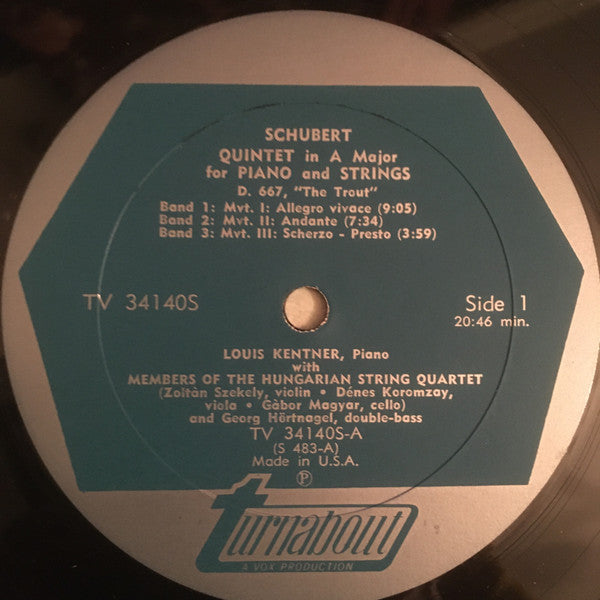 SCHUBERT
QUINTET in A Major
for PIANO and STRINGS
D. 667, "The Trout"
Band 1: Mvt. I: Allegro vivace (9:05)
Band 2: Mvt. II: Andante (7:34)
Band 3: Mvt. III: Scherzo - Presto (3:59)
TV 34140S
Side 1
20:46 min.
LOUIS KENTNER, Piano
with
MEMBERS OF THE HUNGARIAN STRING QUARTET
(Zoltàn Szekely, violin • Dénes Koromzay,
viola • Gàbor Magyar, cello)
and Georg Hörtnagel, double-bass
TV 34140S-A
(S 483-A)
Made in U.S.A.
℗
turnabout
A VOX PRODUCTION